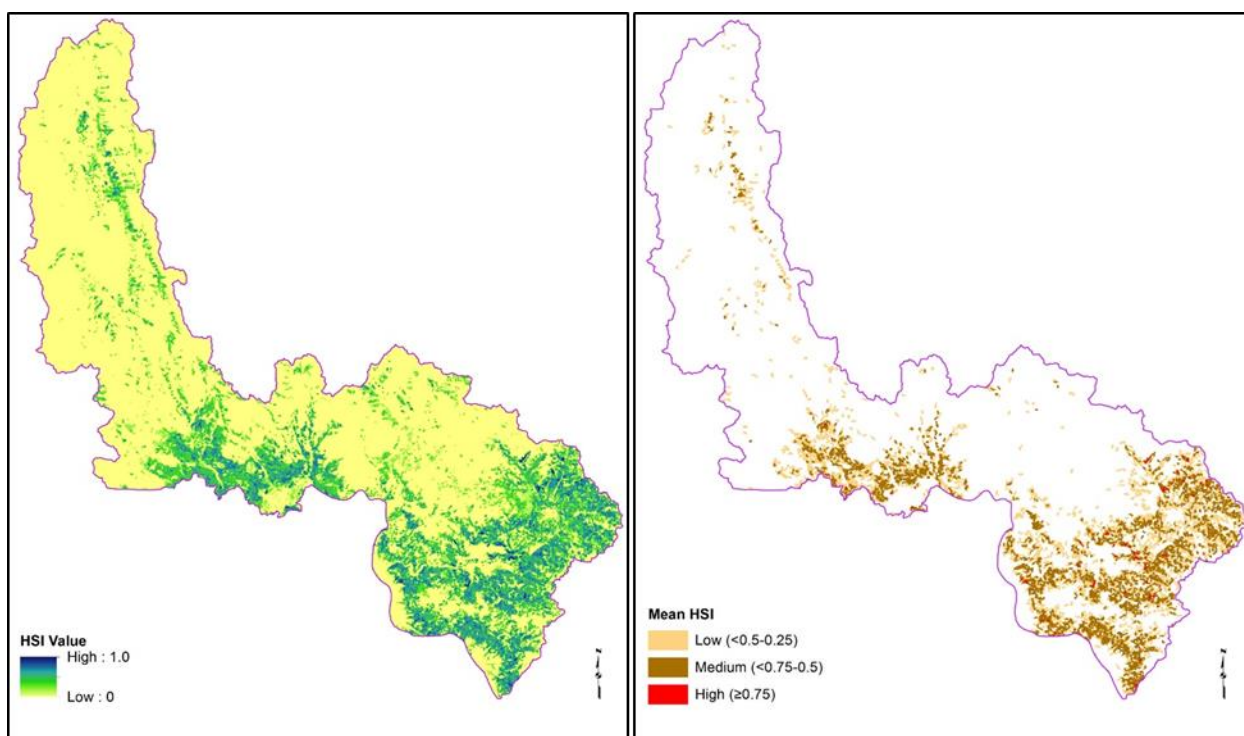 HSI Value
High : 1.0
Low : 0
Mean HSI
Low (<0.5-0.25)
Medium (<0.75-0.5)
High (≥0.75)